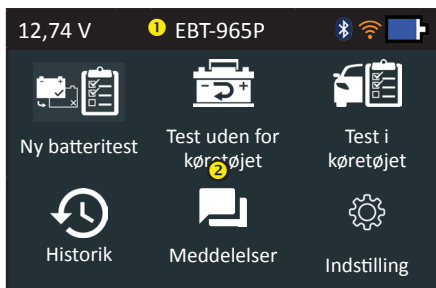 12,74 V 1 EBT-965P
Ny batteritest
Test uden for
køretøjet
Test i
køretøjet
2
Historik
Meddelelser
Indstilling